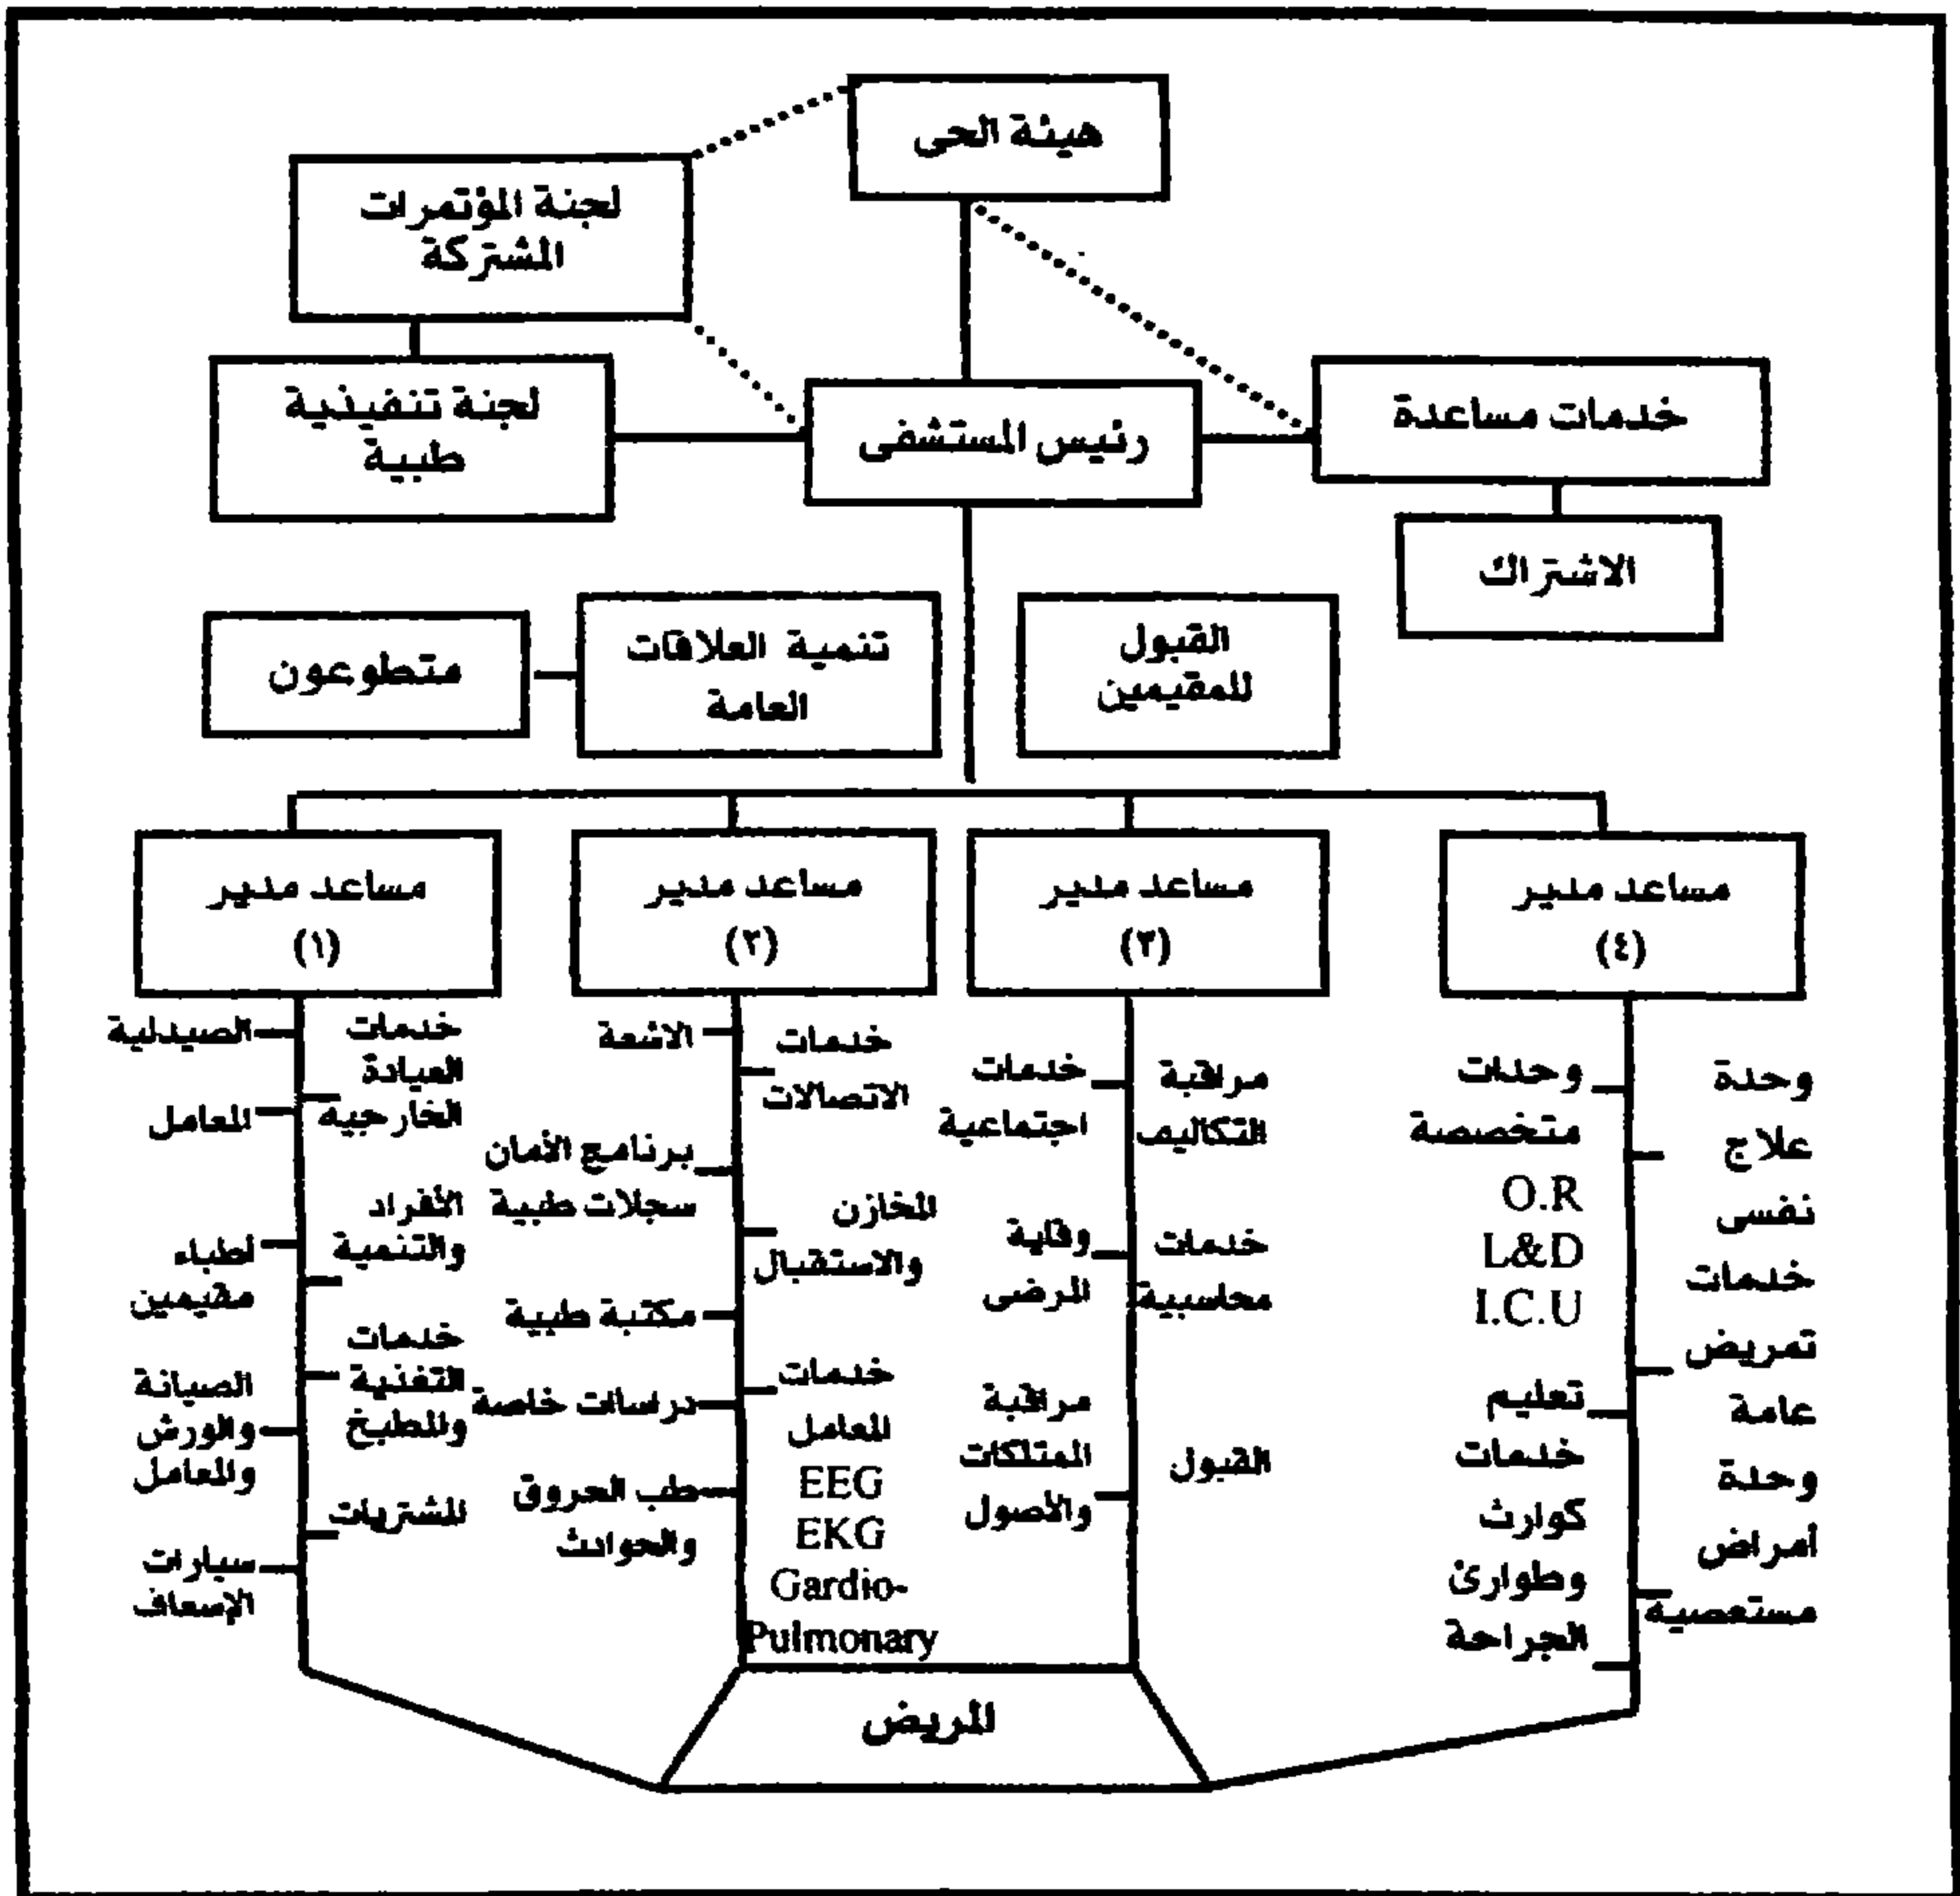 هيئة الحى
لجنة المؤتمرات
المشتركة
خدمات مساعدة
رئيس المستشفى
لجنة تنفيذية
طبية
الاشتراك
القبول
للمقيمين
تنمية العلاقات
العامة
متطوعون
مساعد مدير
(٤)
مساعد مدير
(٣)
مساعد مدير
(٢)
مساعد مدير
(١)
وحدة
علاج
نفسى
خدمات
تمريض
عامة
وحدة
أمراض
مستعصية
وحدات
متخصصة
O.R
L&D
I.C.U
تعليم
خدمات
كوارث
وطوارئ
الجراحة
مراقبة
التكاليف
خدمات
محاسبية
القبول
خدمات
اجتماعية
وقاية
المرضى
مراقبة
الممتلكات
والأصول
خدمات
الاتصالات
المخازن
والاستقبال
خدمات
المعامل
EEG
EKG
Gardio-
Pulmonary
الاشعة
برنامج الأمان
سجلات طبية
مكتبة طبية
دراسات خاصة
طب الحروق
والحوادث
خدمات
العيادة
الخارجية
الأفراد
والتنمية
خدمات
التغذية
والمطبخ
المشتريات
الصيدلية
المعامل
أطباء
مقيمين
الصيانة
والورش
والمعامل
سيارات
الإسعاف
المريض